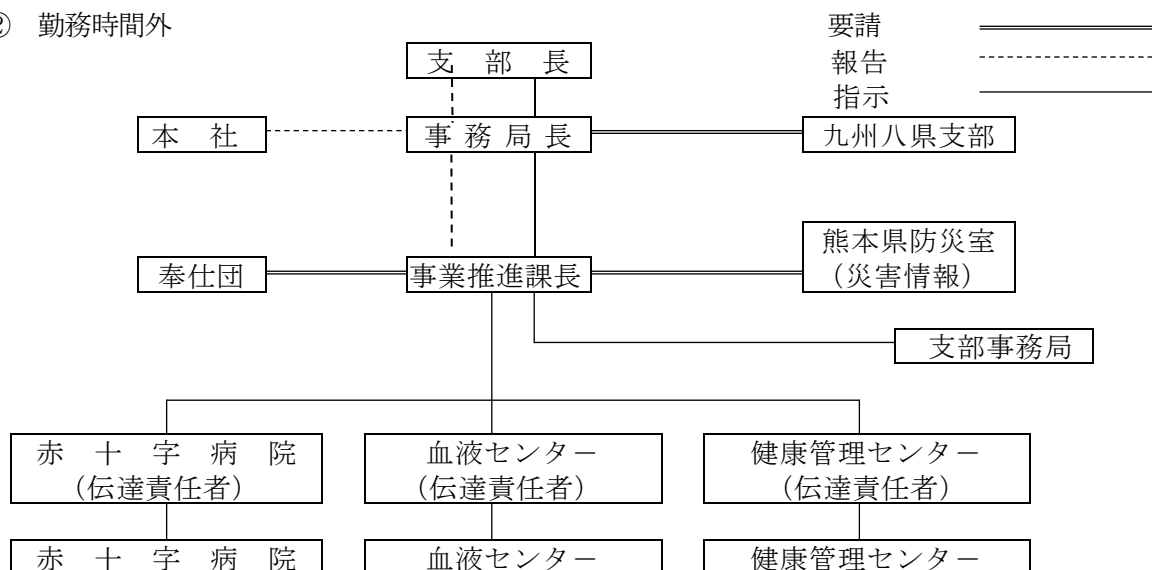 ② 勤務時間外
要請
報告
指示
支部長
本社
事務局長
九州八県支部
熊本県防災室
（災害情報）
奉仕団
事業推進課長
支部事務局
赤十字病院
（伝達責任者）
血液センター
（伝達責任者）
健康管理センター
（伝達責任者）
赤十字病院
血液センター
健康管理センター